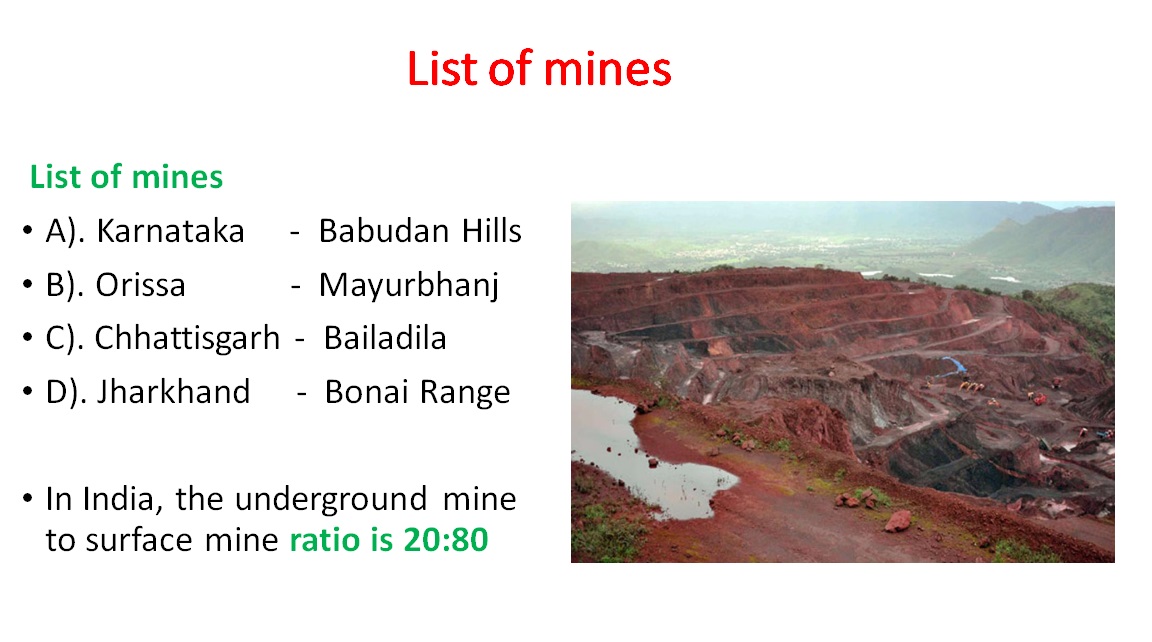 List of mines
List of mines
• A). Karnataka - Babudan Hills
• B). Orissa - Mayurbhanj
• C). Chhattisgarh - Bailadila
• D). Jharkhand - Bonai Range
• In India, the underground mine
to surface mine ratio is 20:80